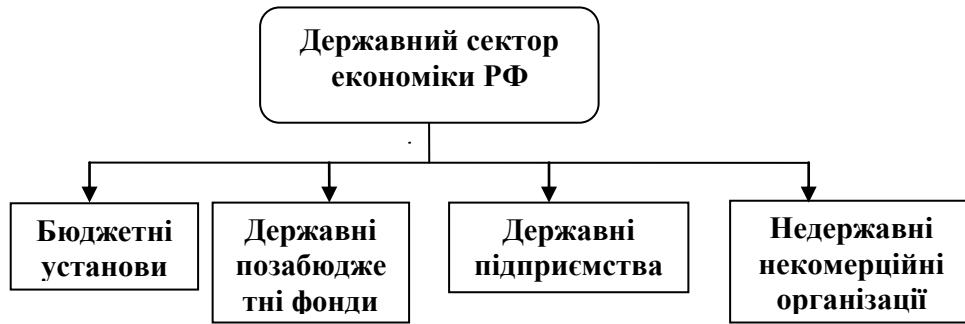 Державний сектор
економіки РФ
Бюджетні
установи
Державні
позабюдже
тні фонди
Державні
підприємства
Недержавні
некомерційні
організації